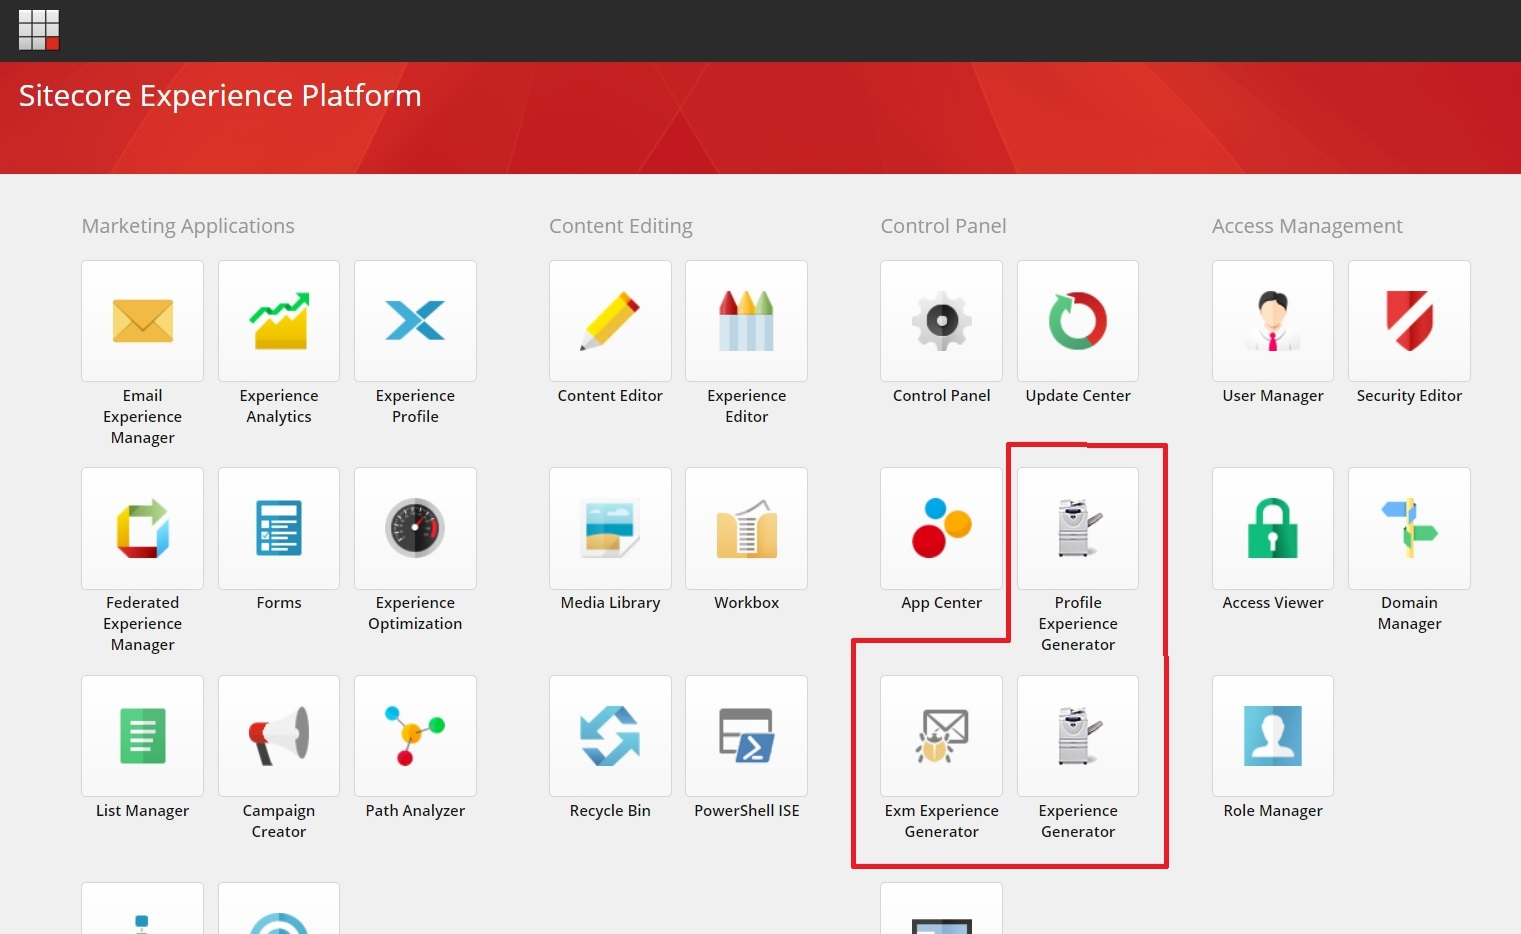 Sitecore Experience Platform
Marketing Applications
Content Editing
Control Panel
Access Management
Email
Experience
Manager
Experience
Analytics
Experience
Profile
Content Editor
Experience
Editor
Control Panel
Update Center
User Manager
Security Editor
Federated
Experience
Manager
Forms
Experience
Optimization
Media Library
Workbox
App Center
Profile
Experience
Generator
Access Viewer
Domain
Manager
List Manager
Campaign
Creator
Path Analyzer
Recycle Bin
PowerShell ISE
Exm Experience
Generator
Experience
Generator
Role Manager